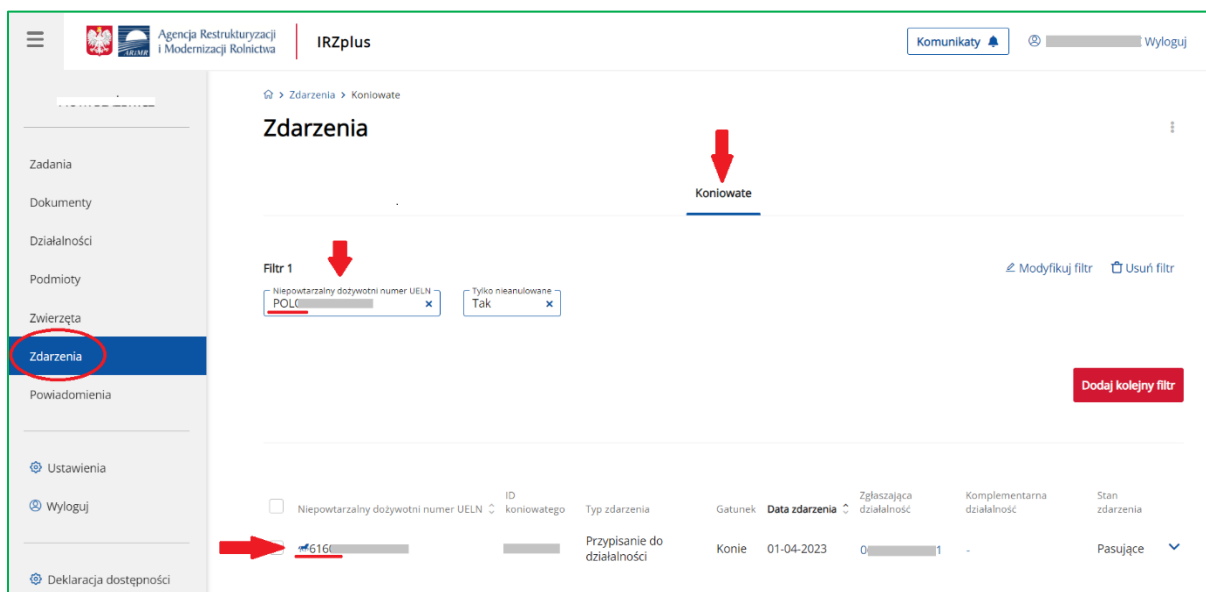 Agencja Restrukturyzacji
i Modernizacji Rolnictwa
ARiMR
IRZplus
Komunikaty
Wyloguj
Zdarzenia > Koniowate
Zdarzenia
Zadania
Dokumenty
Działalności
Podmioty
Zwierzęta
Zdarzenia
Powiadomienia
Ustawienia
Wyloguj
Deklaracja dostępności
Koniowate
Filtr 1
Modyfikuj filtr
Usuń filtr
Niepowtarzalny dożywotni numer UELN
Tylko nieanulowane
POL0
Tak
Dodaj kolejny filtr
Niepowtarzalny dożywotni numer UELN
ID
koniowatego
Typ zdarzenia
Gatunek
Data zdarzenia
Zgłaszająca
działalność
Komplementarna
działalność
Stan
zdarzenia
616
Przypisanie do
działalności
Konie
01-04-2023
0 1
-
Pasujące